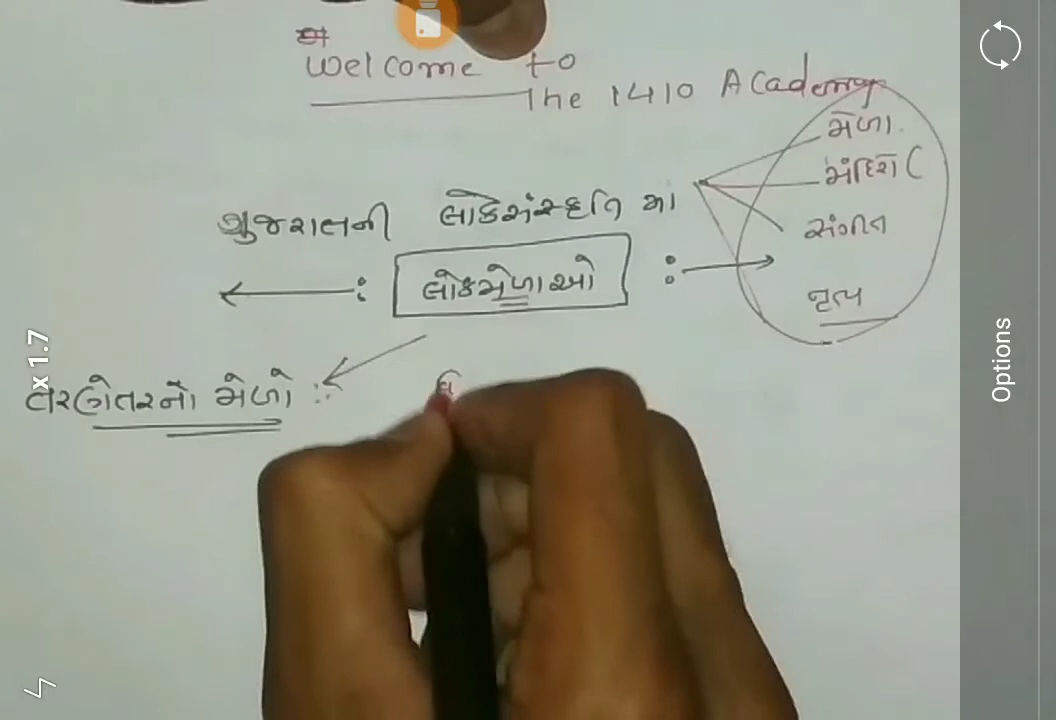 Welcome to
The 1410 Academy
મેળા.
મંદિરો
ગુજરાતની લોકસંસ્કૃતિ માં
સંગીત
: લોકમેળાઓ :
નૃત્ય
તરણેતરનો મેળો :
x 1.7
Options